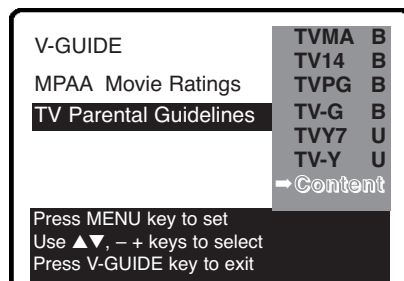 V-GUIDE
MPAA Movie Ratings
TV Parental Guidelines
TVMA B
TV14 B
TVPG B
TV-G B
TVY7 U
TV-Y U
➡Content
Press MENU key to set
Use ▲▼, – + keys to select
Press V-GUIDE key to exit